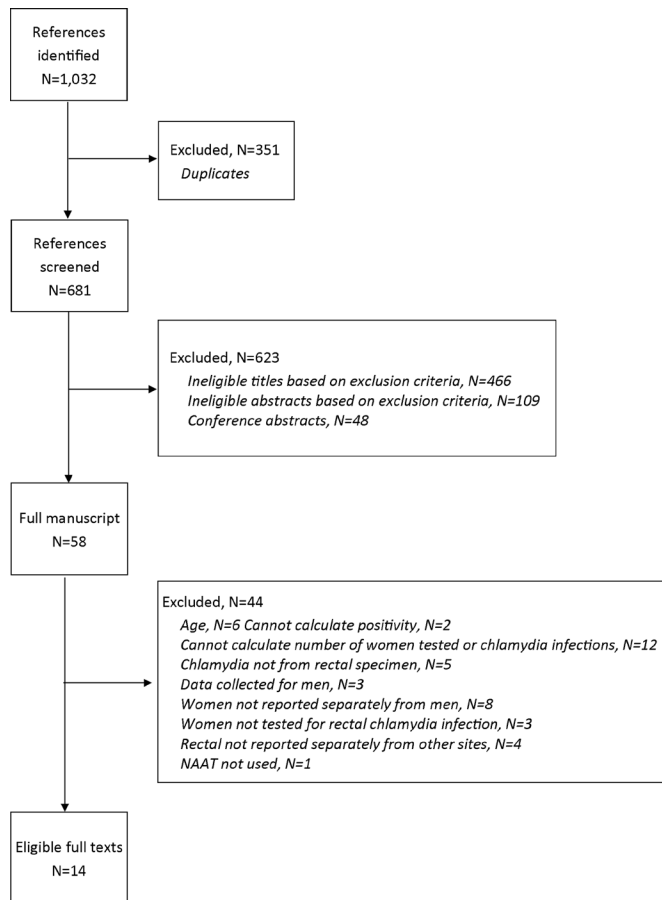 References
identified
N=1,032
Excluded, N=351
Duplicates
References
screened
N=681
Excluded, N=623
Ineligible titles based on exclusion criteria, N=466
Ineligible abstracts based on exclusion criteria, N=109
Conference abstracts, N=48
Full manuscript
N=58
Excluded, N=44
Age, N=6 Cannot calculate positivity, N=2
Cannot calculate number of women tested or chlamydia infections, N=12
Chlamydia not from rectal specimen, N=5
Data collected for men, N=3
Women not reported separately from men, N=8
Women not tested for rectal chlamydia infection, N=3
Rectal not reported separately from other sites, N=4
NAAT not used, N=1
Eligible full texts
N=14